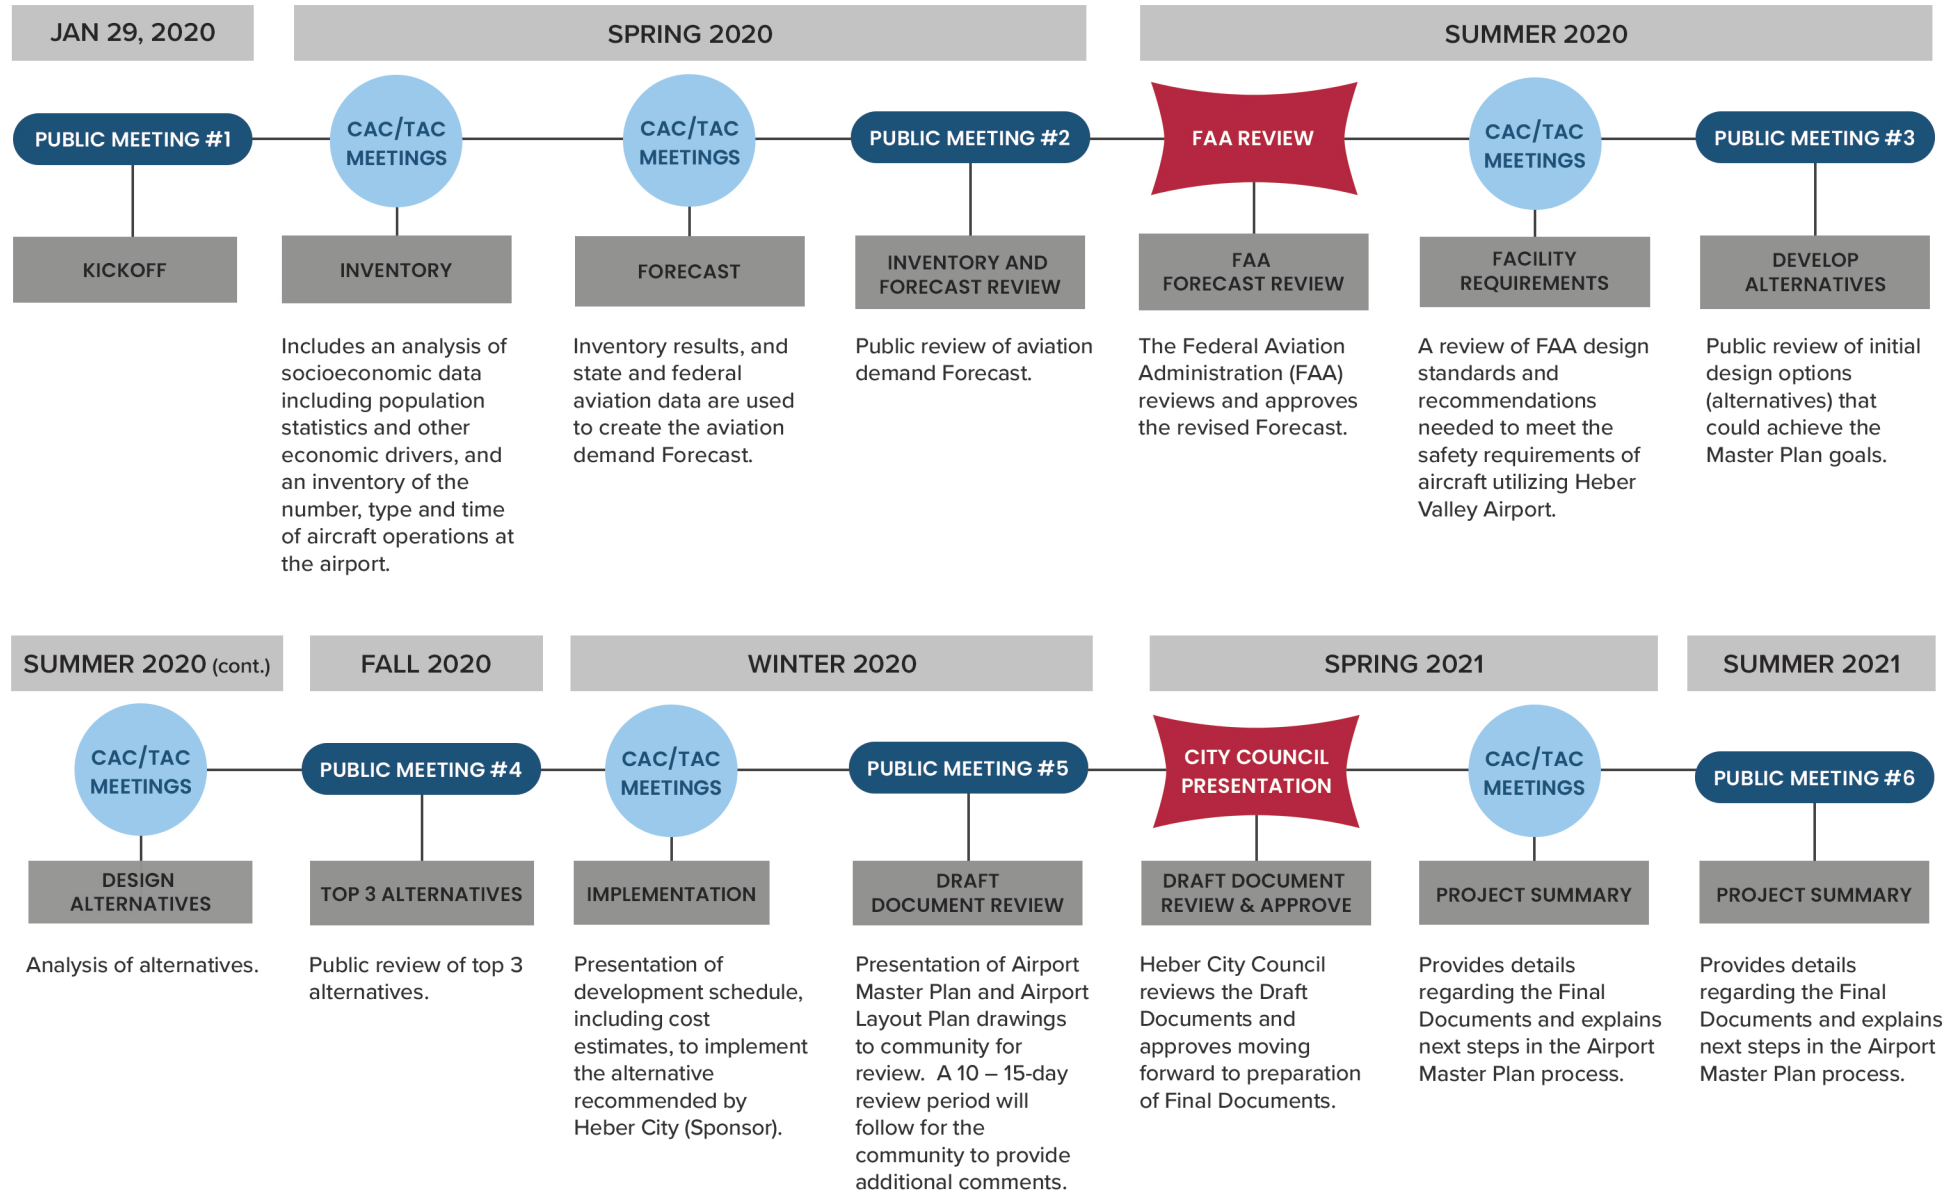 JAN 29, 2020
SPRING 2020
SUMMER 2020
PUBLIC MEETING #1
CAC/TAC
MEETINGS
CAC/TAC
MEETINGS
PUBLIC MEETING #2
FAA REVIEW
CAC/TAC
MEETINGS
PUBLIC MEETING #3
KICKOFF
INVENTORY
FORECAST
INVENTORY AND
FORECAST REVIEW
FAA
FORECAST REVIEW
FACILITY
REQUIREMENTS
DEVELOP
ALTERNATIVES
Includes an analysis of
socioeconomic data
including population
statistics and other
economic drivers, and
an inventory of the
number, type and time
of aircraft operations at
the airport.
Inventory results, and
state and federal
aviation data are used
to create the aviation
demand Forecast.
Public review of aviation
demand Forecast.
The Federal Aviation
Administration (FAA)
reviews and approves
the revised Forecast.
A review of FAA design
standards and
recommendations
needed to meet the
safety requirements of
aircraft utilizing Heber
Valley Airport.
Public review of initial
design options
(alternatives) that
could achieve the
Master Plan goals.
SUMMER 2020 (cont.)
FALL 2020
WINTER 2020
SPRING 2021
SUMMER 2021
CAC/TAC
MEETINGS
PUBLIC MEETING #4
CAC/TAC
MEETINGS
PUBLIC MEETING #5
CITY COUNCIL
PRESENTATION
CAC/TAC
MEETINGS
PUBLIC MEETING #6
DESIGN
ALTERNATIVES
TOP 3 ALTERNATIVES
IMPLEMENTATION
DRAFT
DOCUMENT REVIEW
DRAFT DOCUMENT
REVIEW & APPROVE
PROJECT SUMMARY
PROJECT SUMMARY
Analysis of alternatives.
Public review of top 3
alternatives.
Presentation of
development schedule,
including cost
estimates, to implement
the alternative
recommended by
Heber City (Sponsor).
Presentation of Airport
Master Plan and Airport
Layout Plan drawings
to community for
review.  A 10 – 15-day
review period will
follow for the
community to provide
additional comments.
Heber City Council
reviews the Draft
Documents and
approves moving
forward to preparation
of Final Documents.
Provides details
regarding the Final
Documents and explains
next steps in the Airport
Master Plan process.
Provides details
regarding the Final
Documents and explains
next steps in the Airport
Master Plan process.